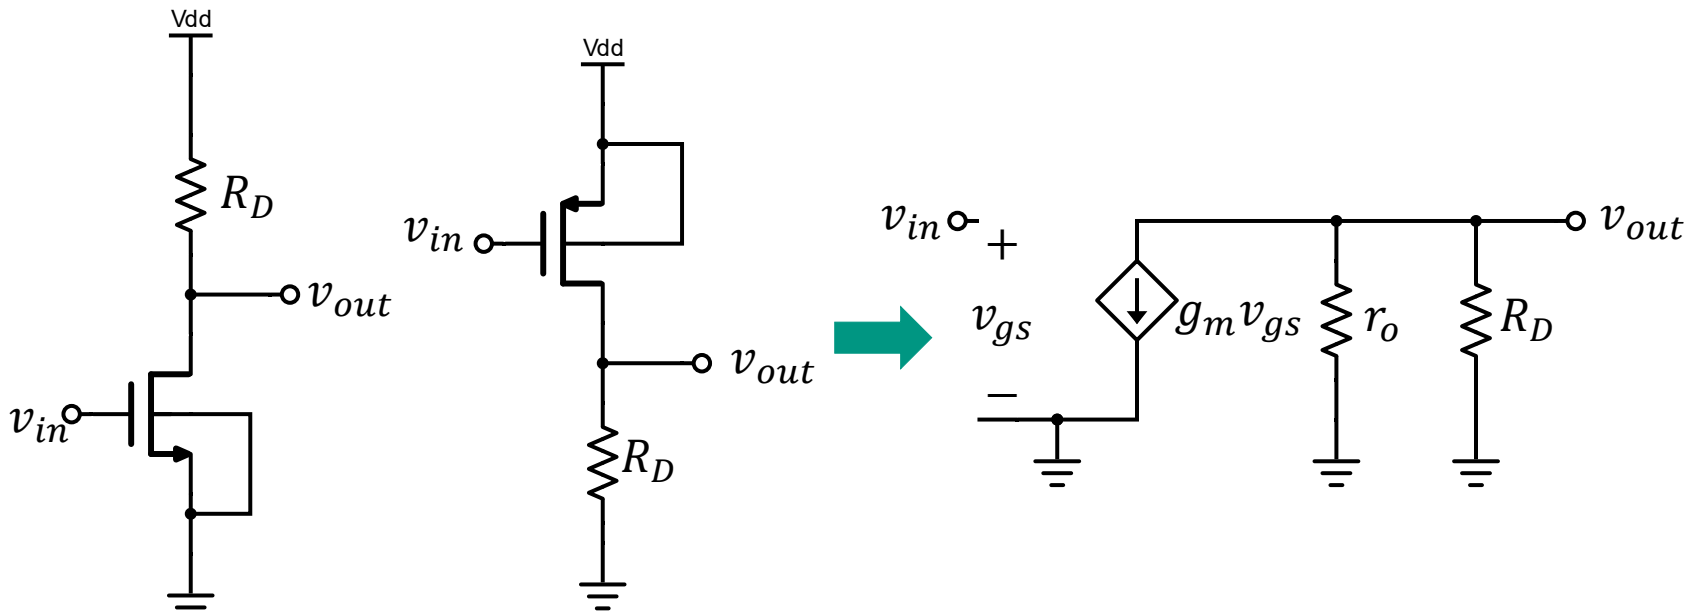 Vdd
R_D
v_out
v_in
Vdd
v_in
v_out
R_D
v_in
+
v_gs
−
g_m v_gs
r_o
R_D
v_out